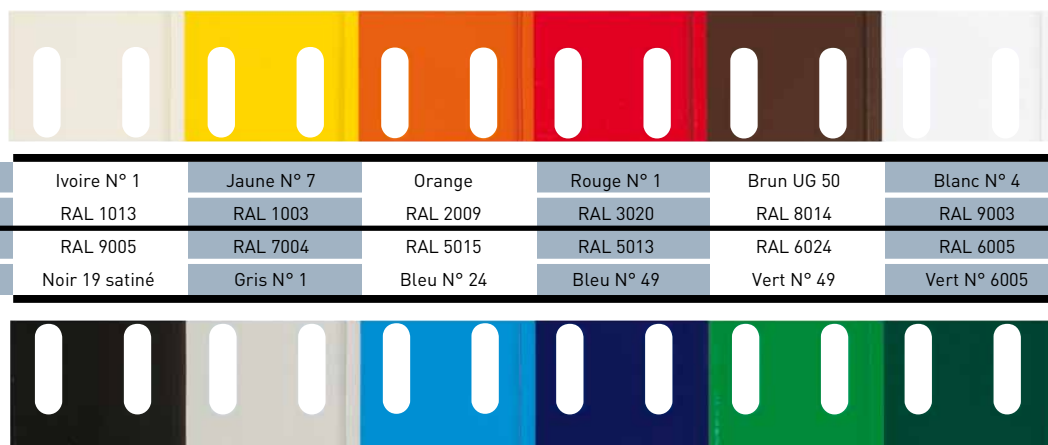 Ivoire N° 1 Jaune N° 7 Orange Rouge N° 1 Brun UG 50 Blanc N° 4
RAL 1013 RAL 1003 RAL 2009 RAL 3020 RAL 8014 RAL 9003
RAL 9005 RAL 7004 RAL 5015 RAL 5013 RAL 6024 RAL 6005
Noir 19 satiné Gris N° 1 Bleu N° 24 Bleu N° 49 Vert N° 49 Vert N° 6005